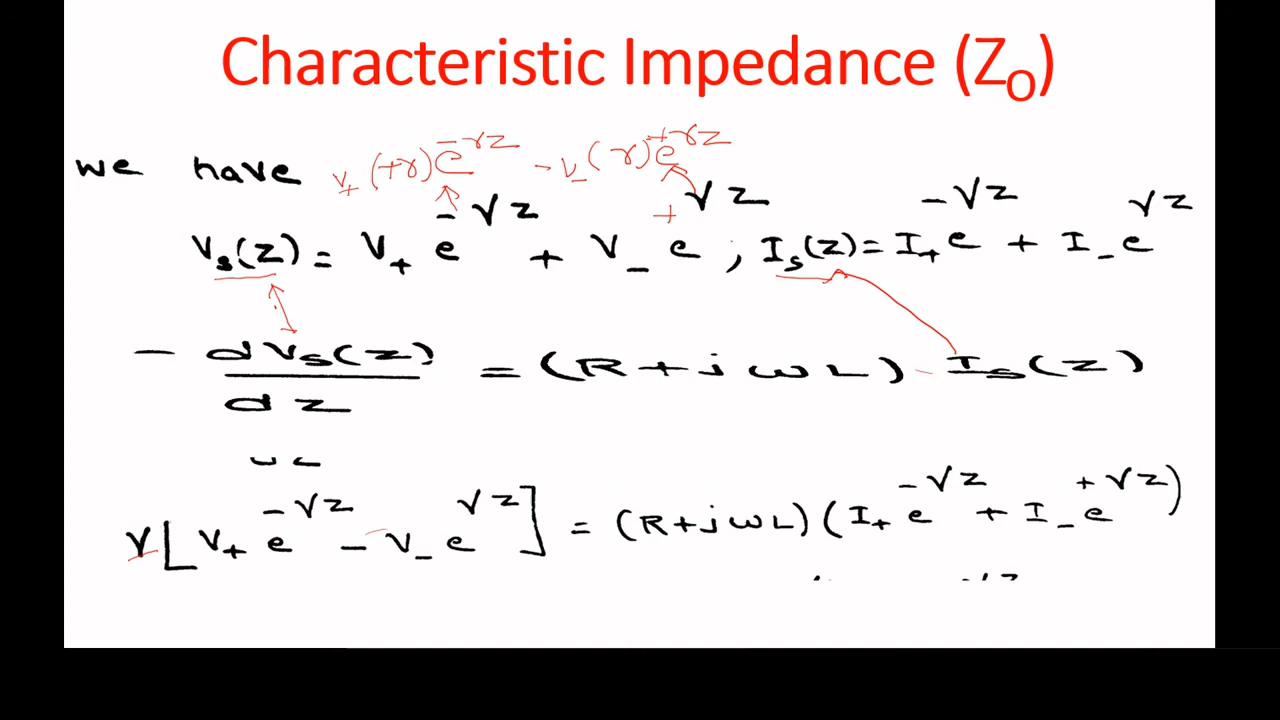 Characteristic Impedance (Z₀)
V₊ (+γ) e^(-γz) - V₋ (γ) e^(+γz)
we have
Vₛ(z) = V₊ e^(-γz) + V₋ e^(γz) ; Iₛ(z) = I₊ e^(-γz) + I₋ e^(γz)
- dVₛ(z)/dz = (R + jωL) Iₛ(z)
γ[V₊ e^(-γz) - V₋ e^(γz)] = (R + jωL)(I₊ e^(-γz) + I₋ e^(+γz))